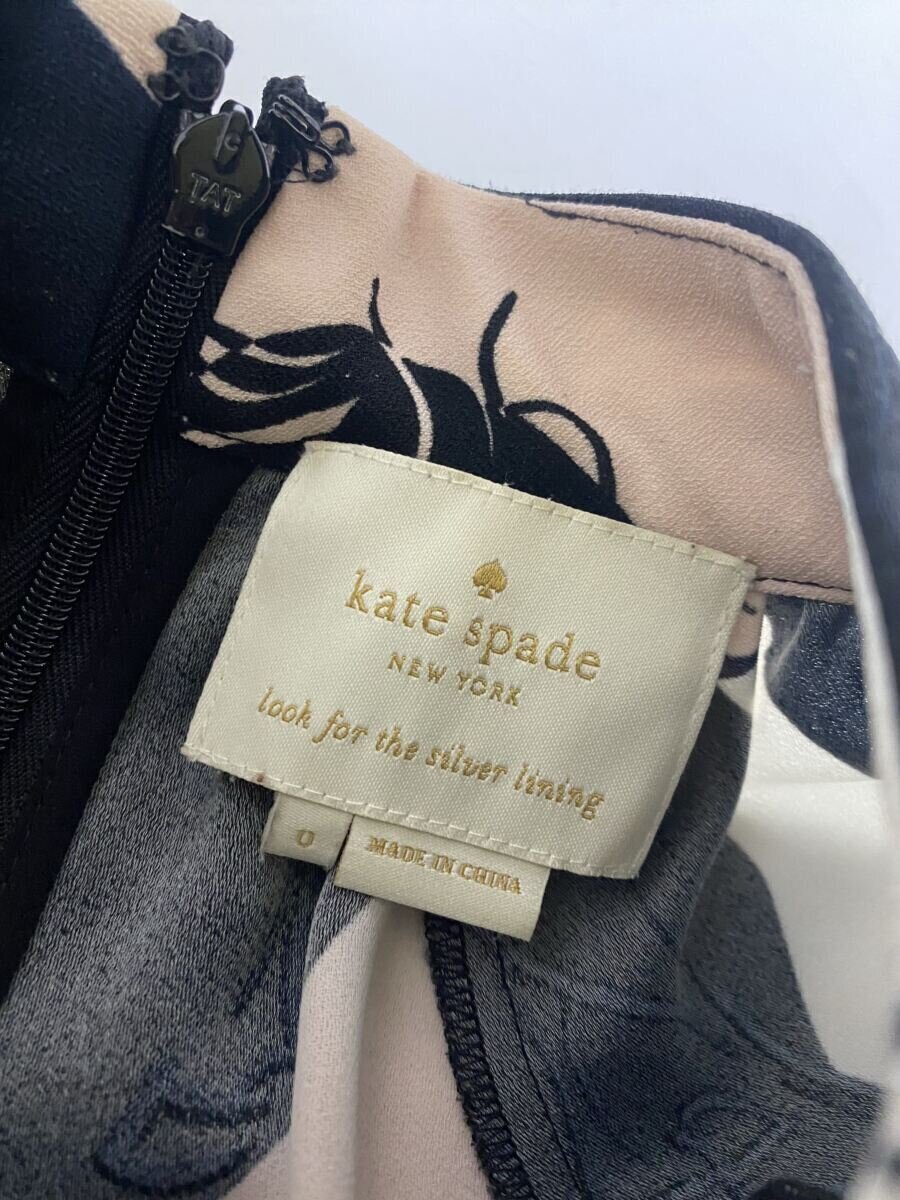 TAT
kate spade
NEW YORK
look for the silver lining
0
MADE IN CHINA